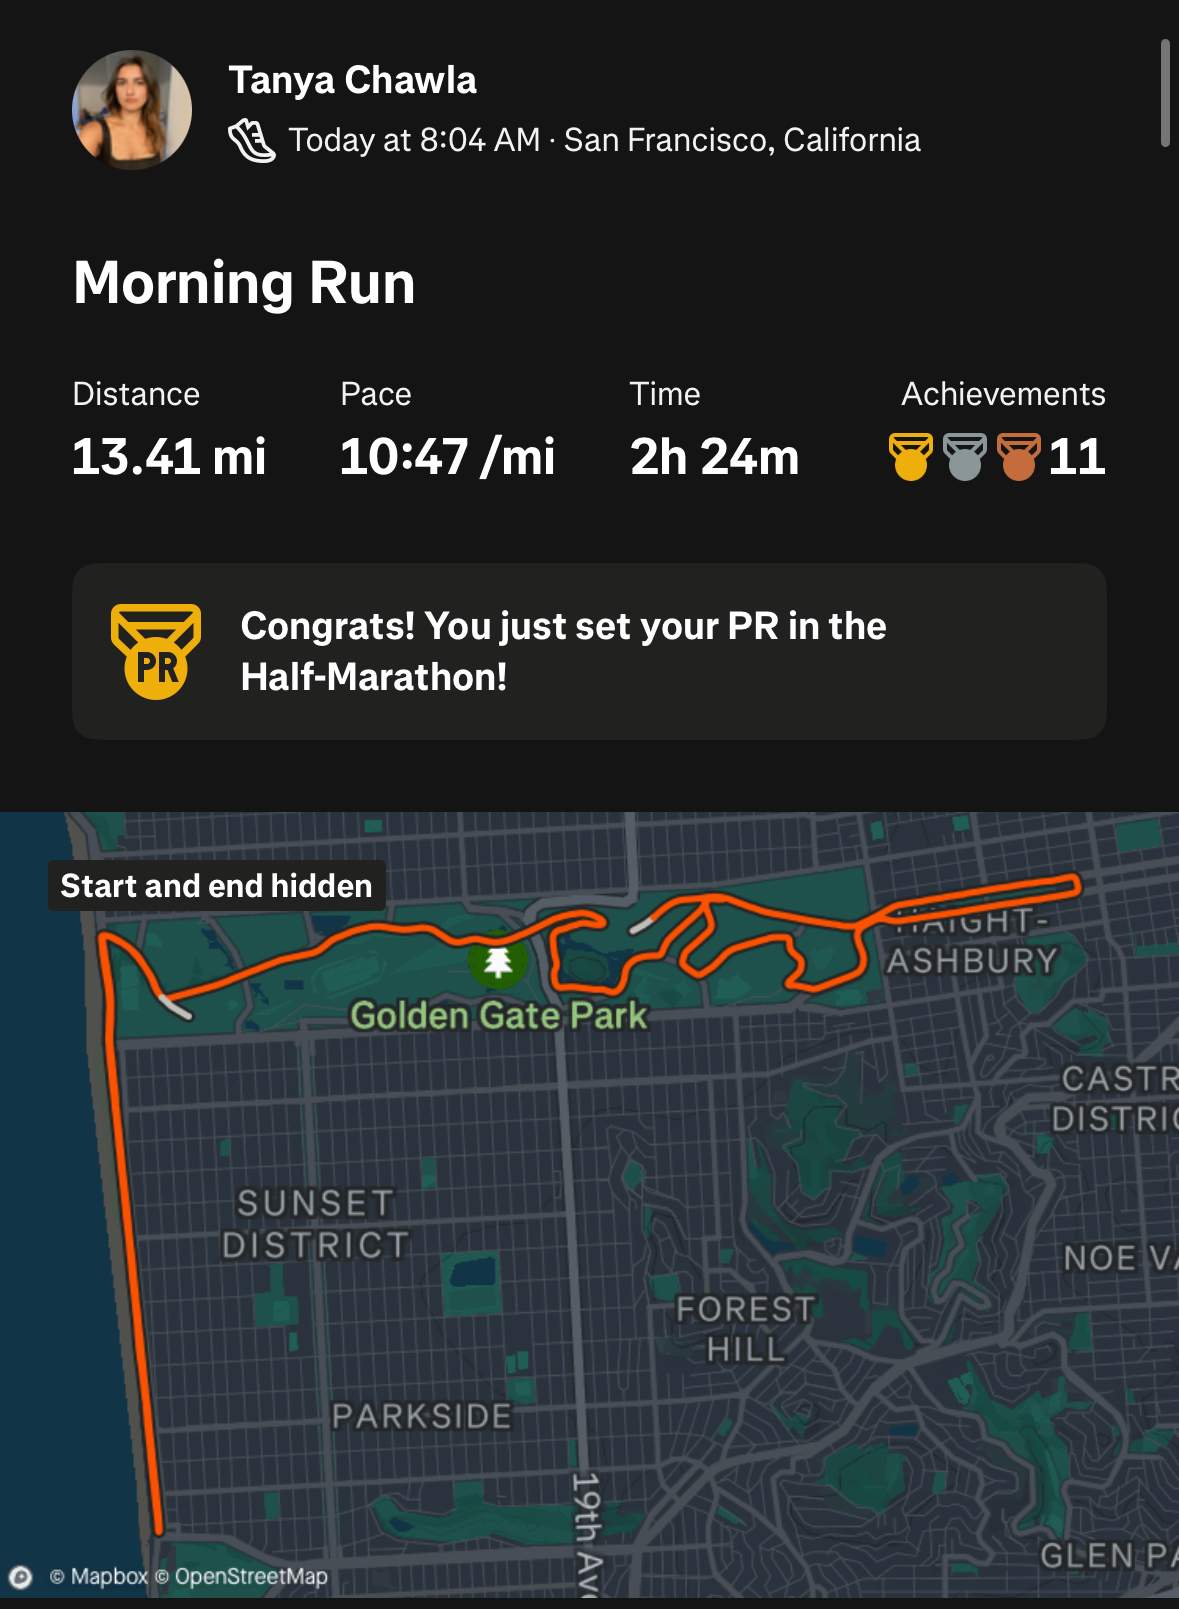 Tanya Chawla
Today at 8:04 AM · San Francisco, California
Morning Run
Distance
13.41 mi
Pace
10:47 /mi
Time
2h 24m
Achievements
11
PR
Congrats! You just set your PR in the
Half-Marathon!
Start and end hidden
HAIGHT-
ASHBURY
Golden Gate Park
CASTR
DISTRIC
SUNSET
DISTRICT
NOE VA
FOREST
HILL
PARKSIDE
19th Ave
GLEN PA
© Mapbox © OpenStreetMap